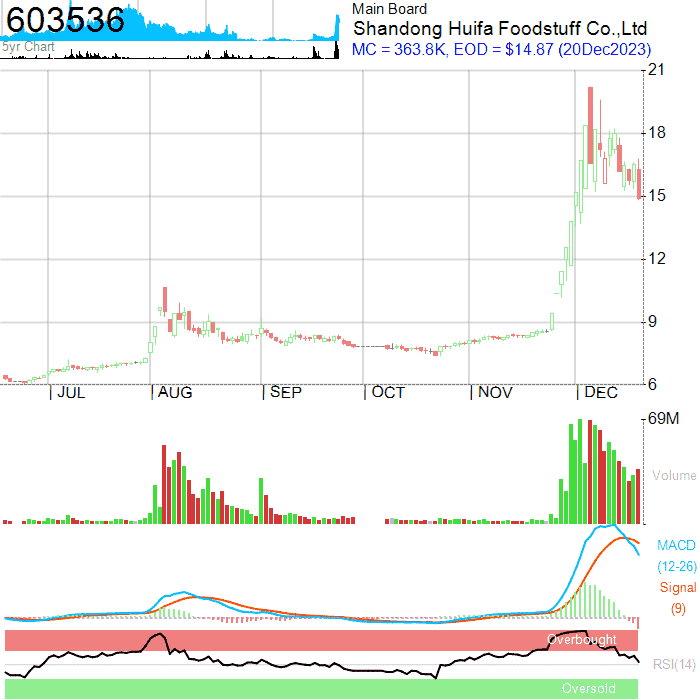 603536
5yr Chart
Main Board
Shandong Huifa Foodstuff Co.,Ltd
MC = 363.8K, EOD = $14.87 (20Dec2023)
21
18
15
12
9
6
JUL AUG SEP OCT NOV DEC
69M
Volume
MACD
(12-26)
Signal
(9)
Overbought
RSI(14)
Oversold